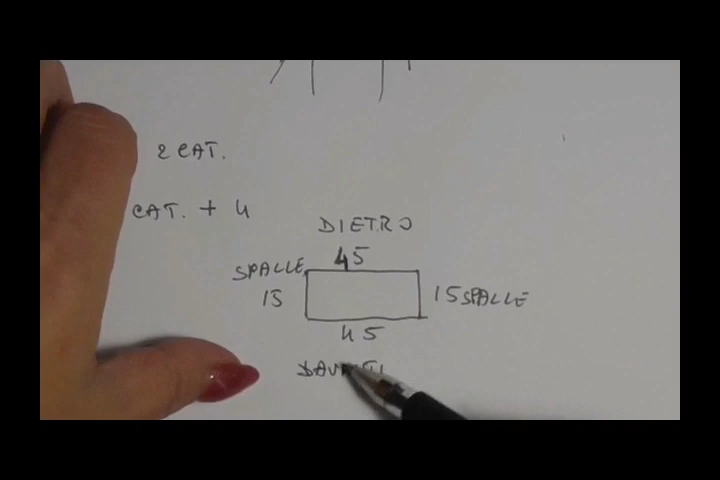 2 CAT.
CAT. + 4
DIETRO
45
SPALLE
15
15 SPALLE
45